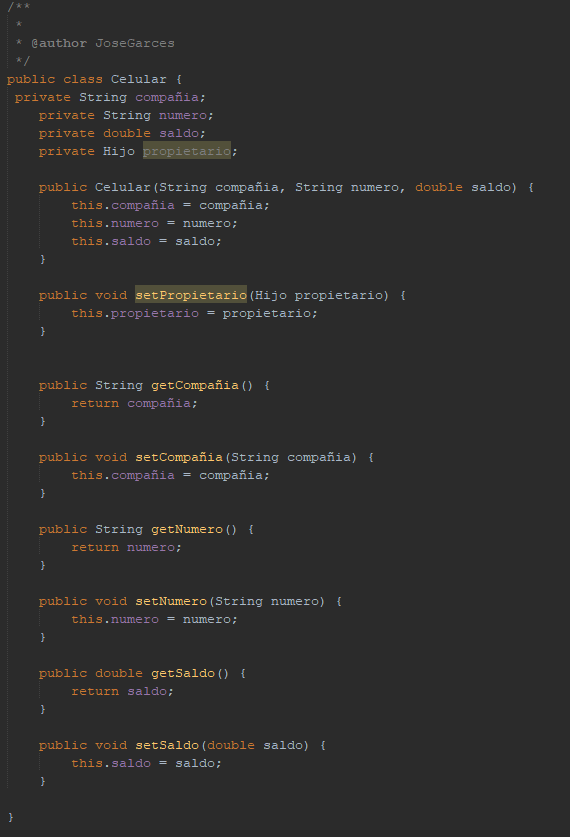 /**
 *
 * @author JoseGarces
 */
public class Celular {
 private String compañia;
    private String numero;
    private double saldo;
    private Hijo propietario;

    public Celular(String compañia, String numero, double saldo) {
        this.compañia = compañia;
        this.numero = numero;
        this.saldo = saldo;
    }

    public void setPropietario(Hijo propietario) {
        this.propietario = propietario;
    }


    public String getCompañia() {
        return compañia;
    }

    public void setCompañia(String compañia) {
        this.compañia = compañia;
    }

    public String getNumero() {
        return numero;
    }

    public void setNumero(String numero) {
        this.numero = numero;
    }

    public double getSaldo() {
        return saldo;
    }

    public void setSaldo(double saldo) {
        this.saldo = saldo;
    }

}